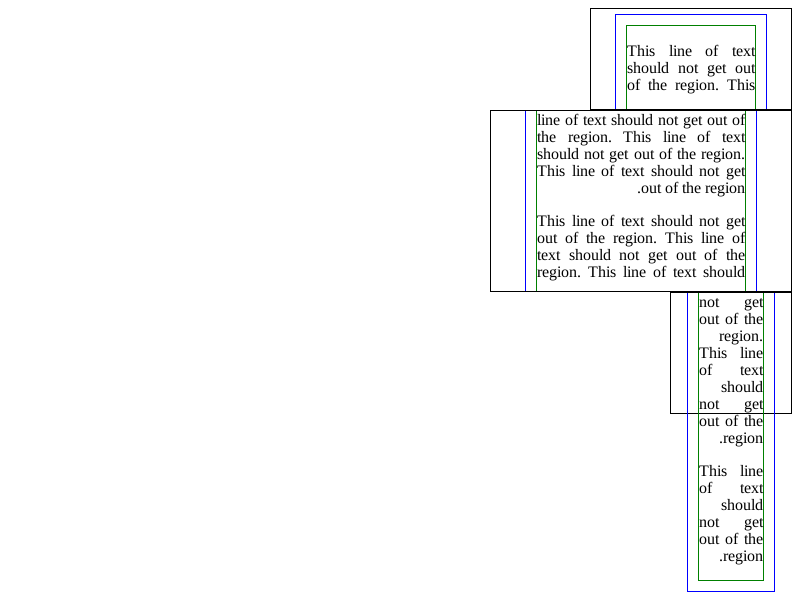 This line of text
should not get out
of the region. This
line of text should not get out of
the region. This line of text
should not get out of the region.
This line of text should not get
.out of the region
This line of text should not get
out of the region. This line of
text should not get out of the
region. This line of text should
not get
out of the
region.
This line
of text
should
not get
out of the
.region
This line
of text
should
not get
out of the
.region